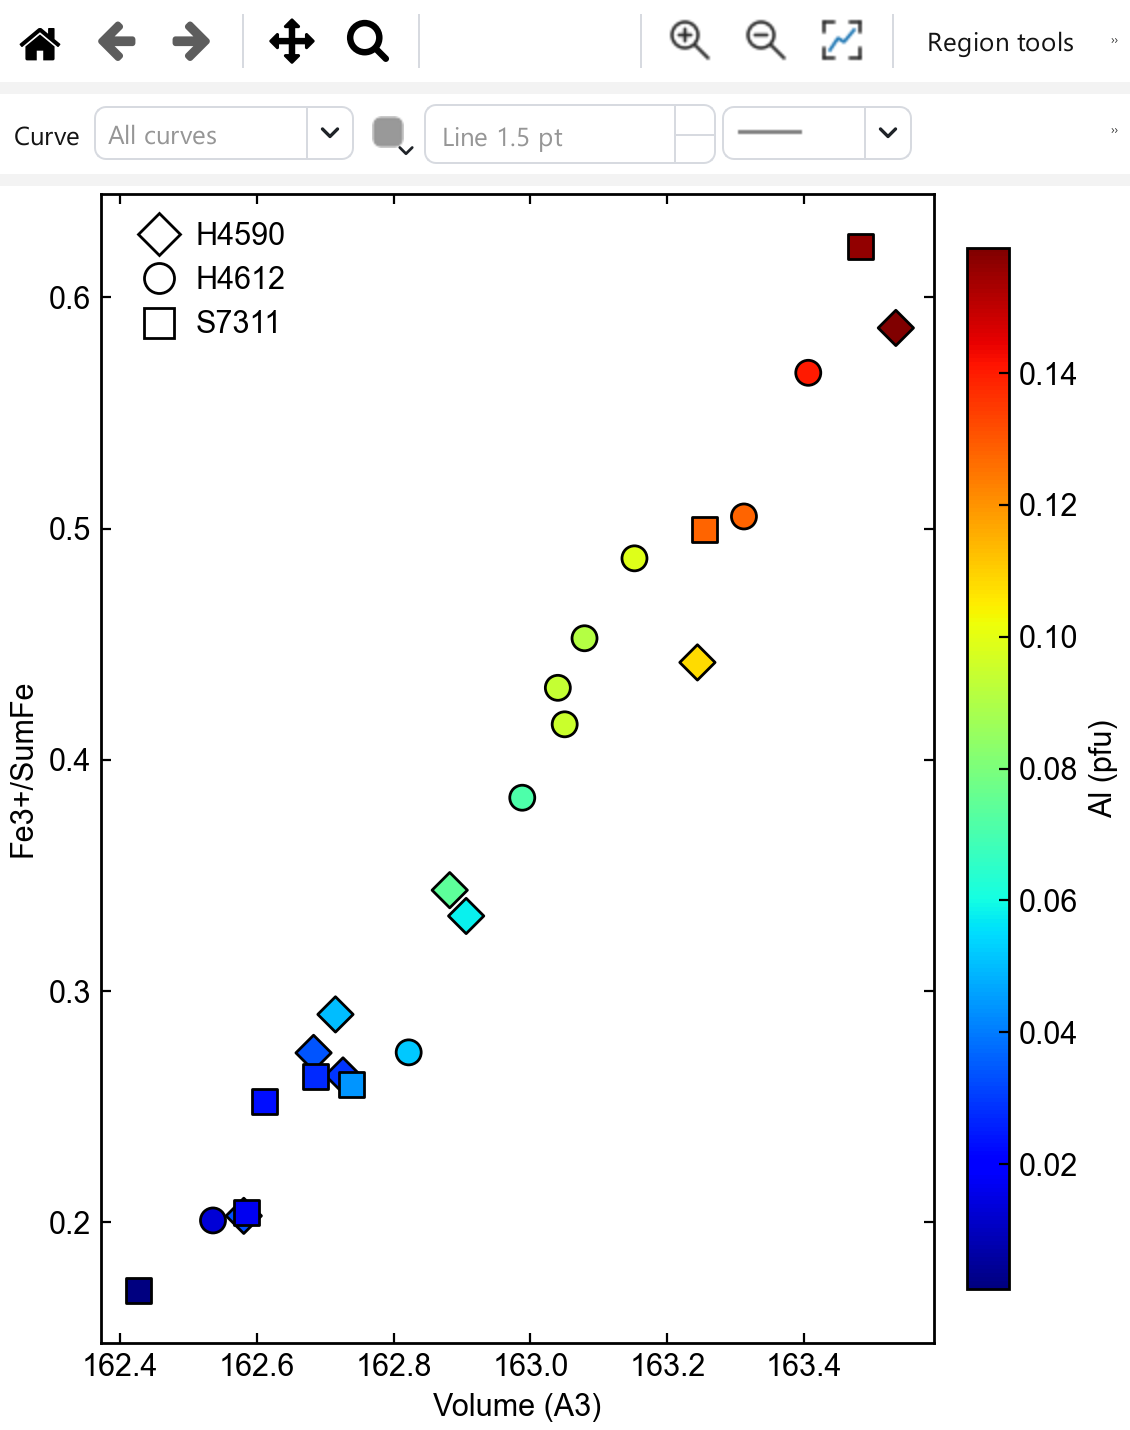 Region tools »
Curve All curves Line 1.5 pt »
H4590
H4612
S7311
0.6
0.5
0.4
0.3
0.2
Fe3+/SumFe
162.4 162.6 162.8 163.0 163.2 163.4
Volume (A3)
0.14
0.12
0.10
0.08
0.06
0.04
0.02
Al (pfu)